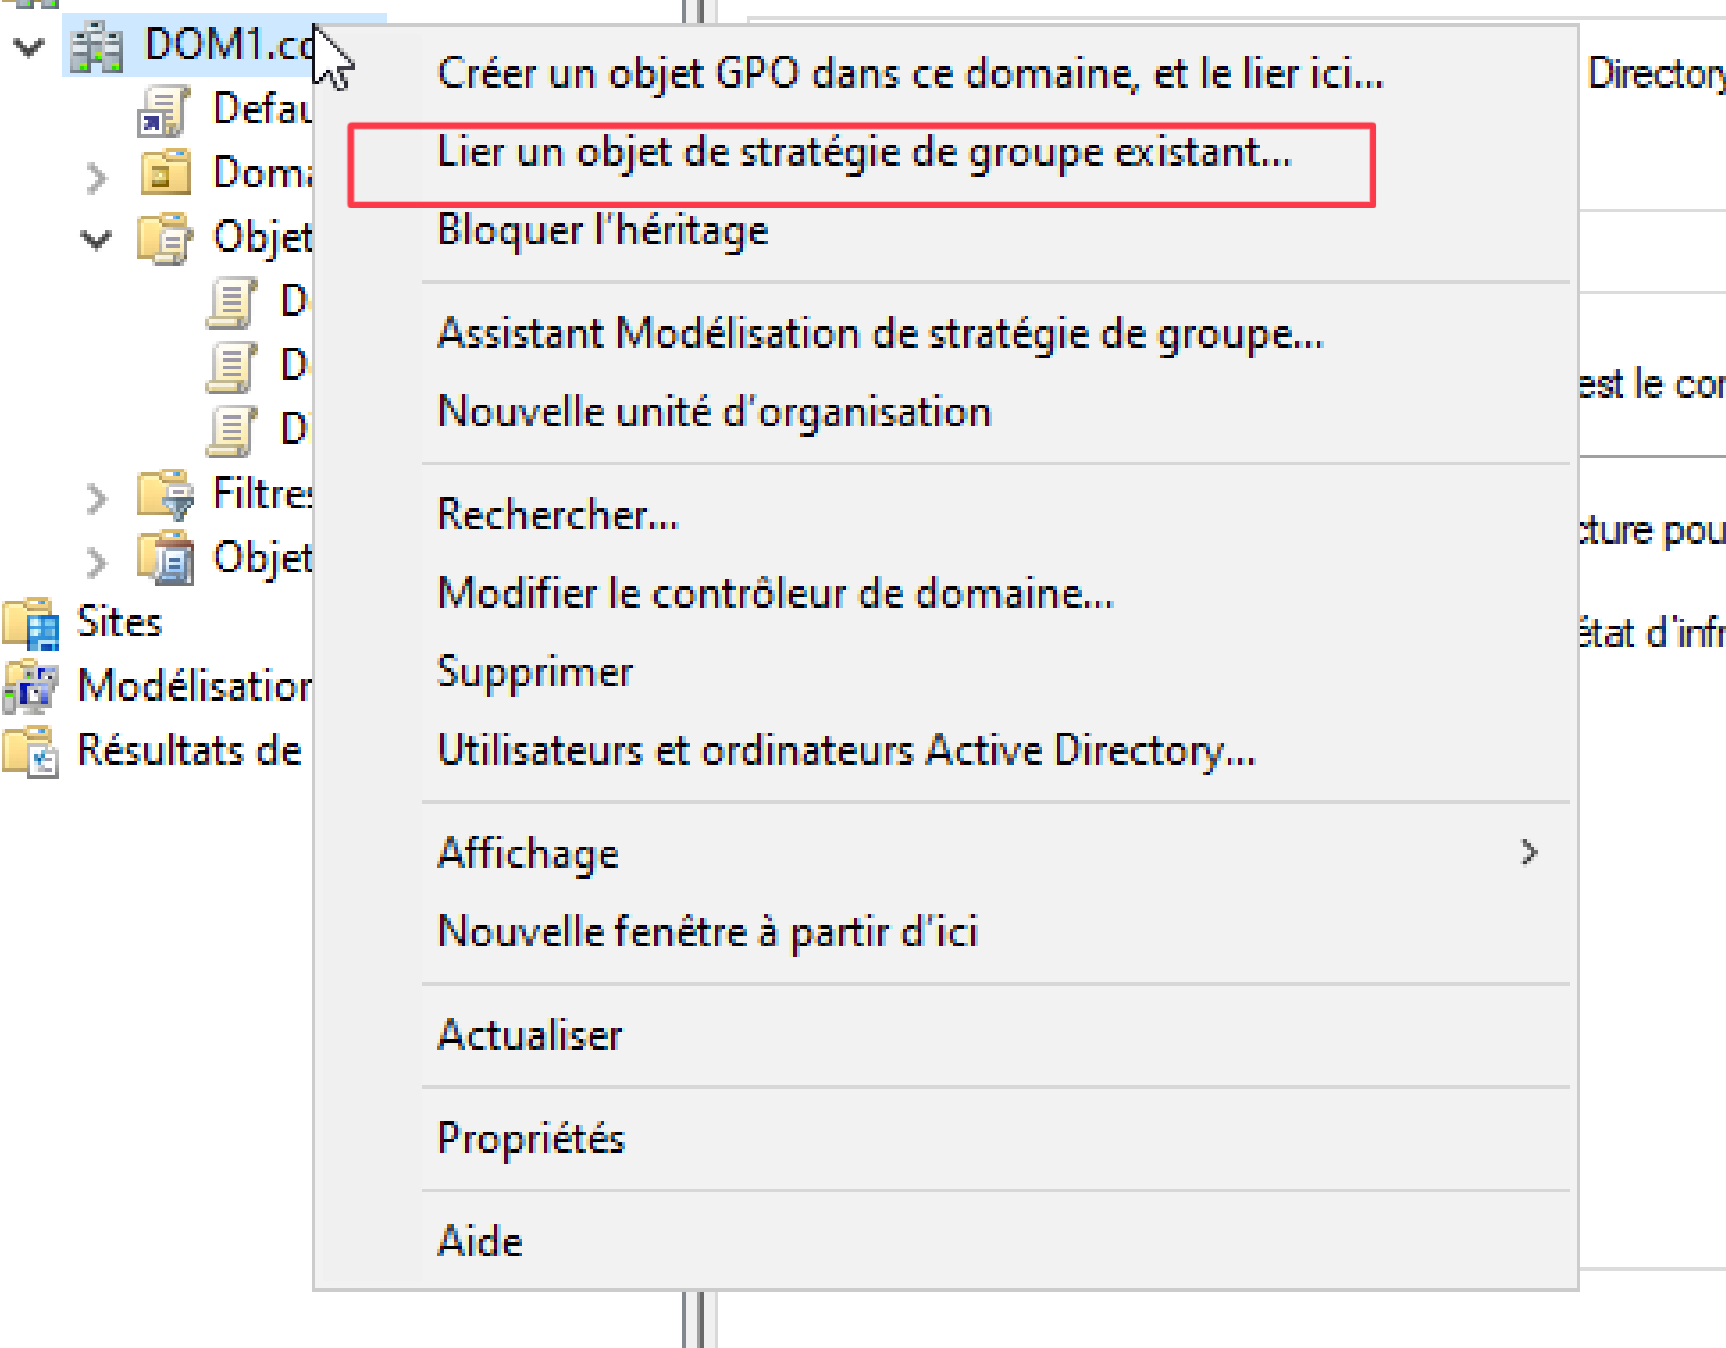 DOM1.co
Créer un objet GPO dans ce domaine, et le lier ici...
Directory
Defau
Lier un objet de stratégie de groupe existant...
Doma
Bloquer l'héritage
Objet
D
Assistant Modélisation de stratégie de groupe...
D
est le cor
Nouvelle unité d'organisation
Di
Filtres
Rechercher...
cture pou
Objet
Modifier le contrôleur de domaine...
Sites
état d'infr
Supprimer
Modélisation
Utilisateurs et ordinateurs Active Directory...
Résultats de
Affichage
Nouvelle fenêtre à partir d'ici
Actualiser
Propriétés
Aide